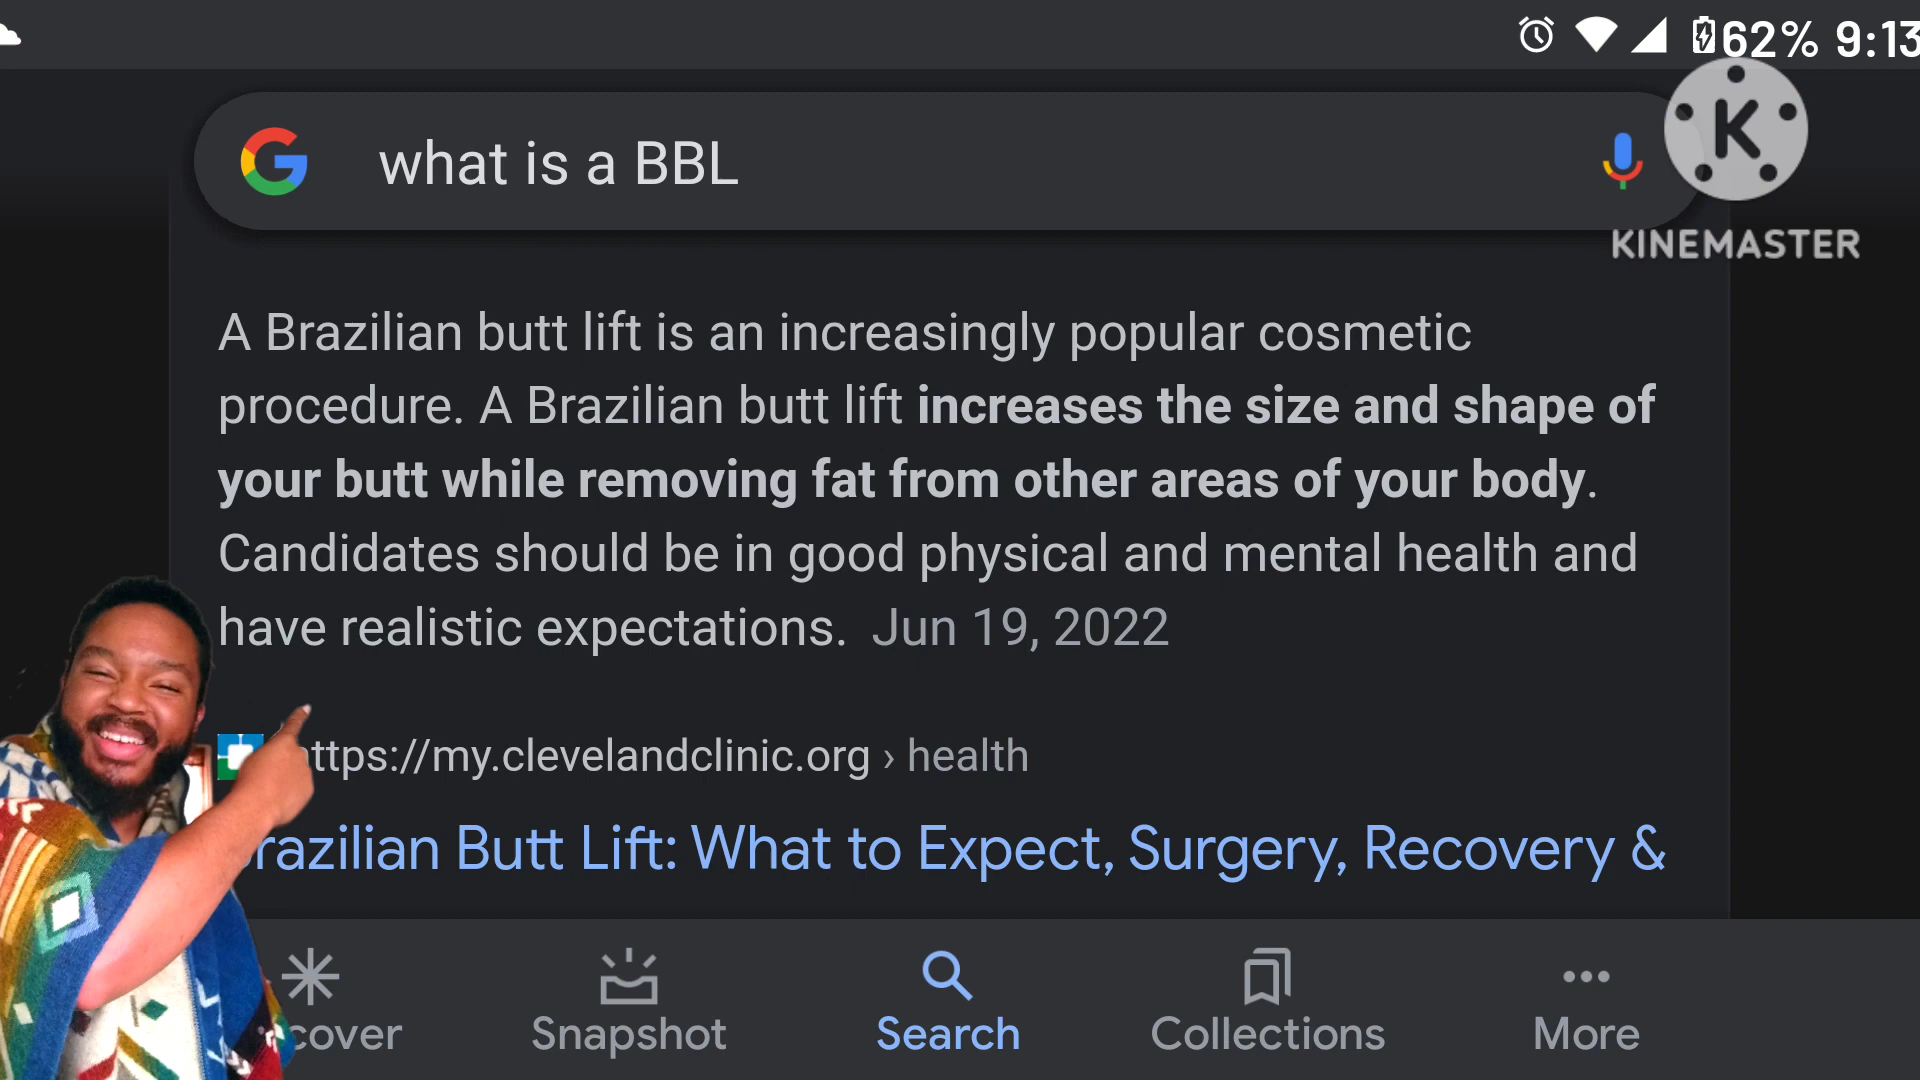 62% 9:13
what is a BBL
K
KINEMASTER
A Brazilian butt lift is an increasingly popular cosmetic
procedure. A Brazilian butt lift increases the size and shape of
your butt while removing fat from other areas of your body.
Candidates should be in good physical and mental health and
have realistic expectations. Jun 19, 2022
ttps://my.clevelandclinic.org › health
razilian Butt Lift: What to Expect, Surgery, Recovery &
cover
Snapshot
Search
Collections
More